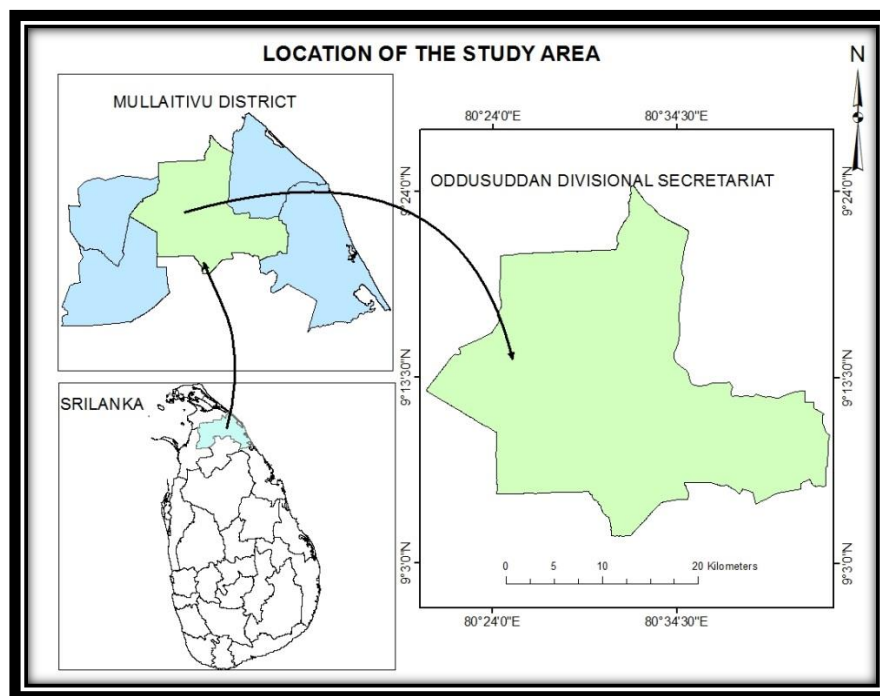 LOCATION OF THE STUDY AREA
N
MULLAITIVU DISTRICT
SRILANKA
80°24'0"E 80°34'30"E
ODDUSUDDAN DIVISIONAL SECRETARIAT
9°24'0"N 9°24'0"N
9°13'30"N 9°13'30"N
9°3'0"N 9°3'0"N
0 5 10 20 Kilometers
80°24'0"E 80°34'30"E